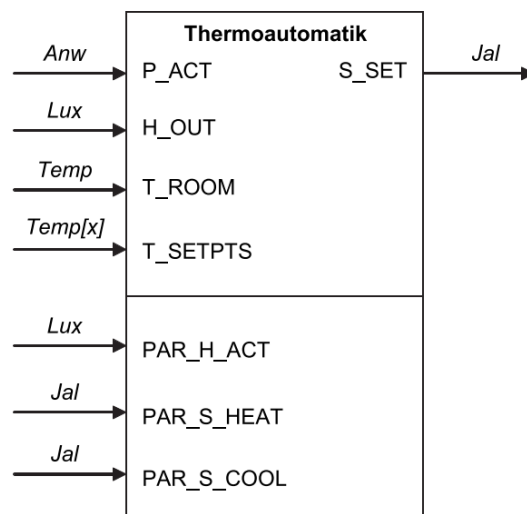 Thermoautomatik
Anw P_ACT S_SET Jal
Lux H_OUT
Temp T_ROOM
Temp[x] T_SETPTS
Lux PAR_H_ACT
Jal PAR_S_HEAT
Jal PAR_S_COOL